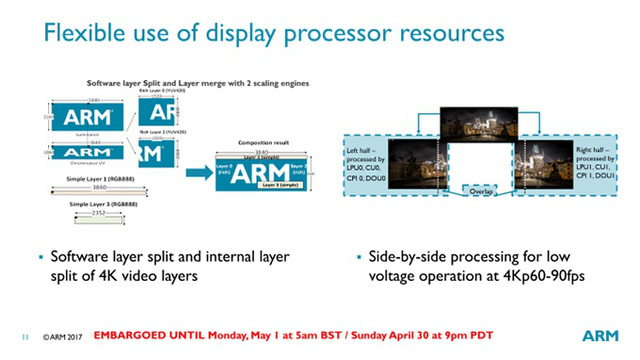 Flexible use of display processor resources
Software layer Split and Layer merge with 2 scaling engines
Rich Layer 0 (YUV420)
3840
ARM
Luminance
AR
Rich Layer 2 (YUV420)
ARM
Chrominance UV
RM
Simple Layer 1 (RGB888)
3840
Simple Layer 3 (RGB888)
2352
Composition result
3840
Layer 1 (simple)
Layer 0
(rich)
ARM
Layer 2
(rich)
Layer 3 (simple)
Left half –
processed by
LPU0, CU0,
CPI 0, DOU0
Overlap
Right half –
processed by
LPU1, CU1,
CPI 1, DOU1
▪ Software layer split and internal layer
split of 4K video layers
▪ Side-by-side processing for low
voltage operation at 4Kp60-90fps
11 © ARM 2017 EMBARGOED UNTIL Monday, May 1 at 5am BST / Sunday April 30 at 9pm PDT
ARM